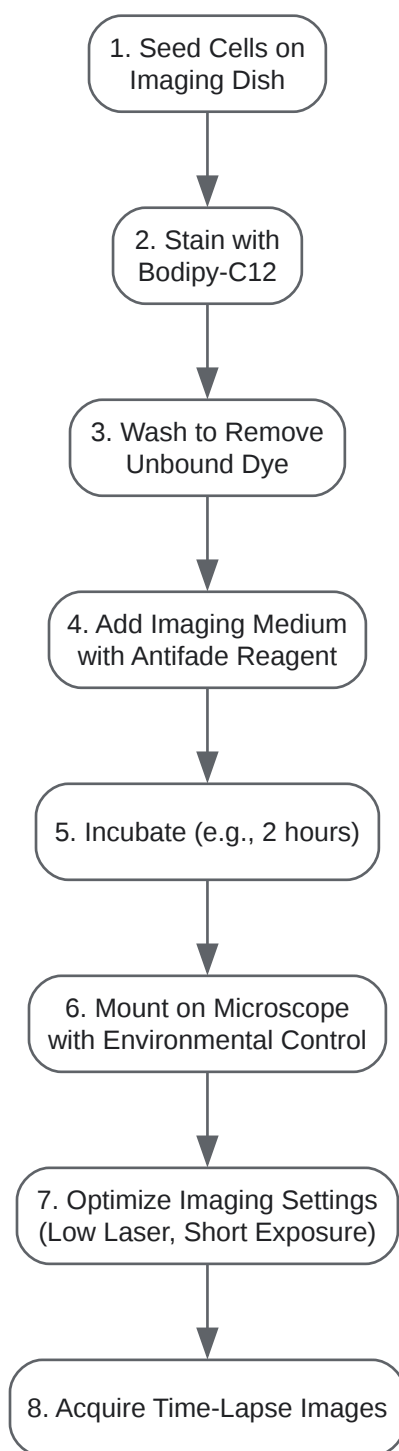 1. Seed Cells on
Imaging Dish
2. Stain with
Bodipy-C12
3. Wash to Remove
Unbound Dye
4. Add Imaging Medium
with Antifade Reagent
5. Incubate (e.g., 2 hours)
6. Mount on Microscope
with Environmental Control
7. Optimize Imaging Settings
(Low Laser, Short Exposure)
8. Acquire Time-Lapse Images